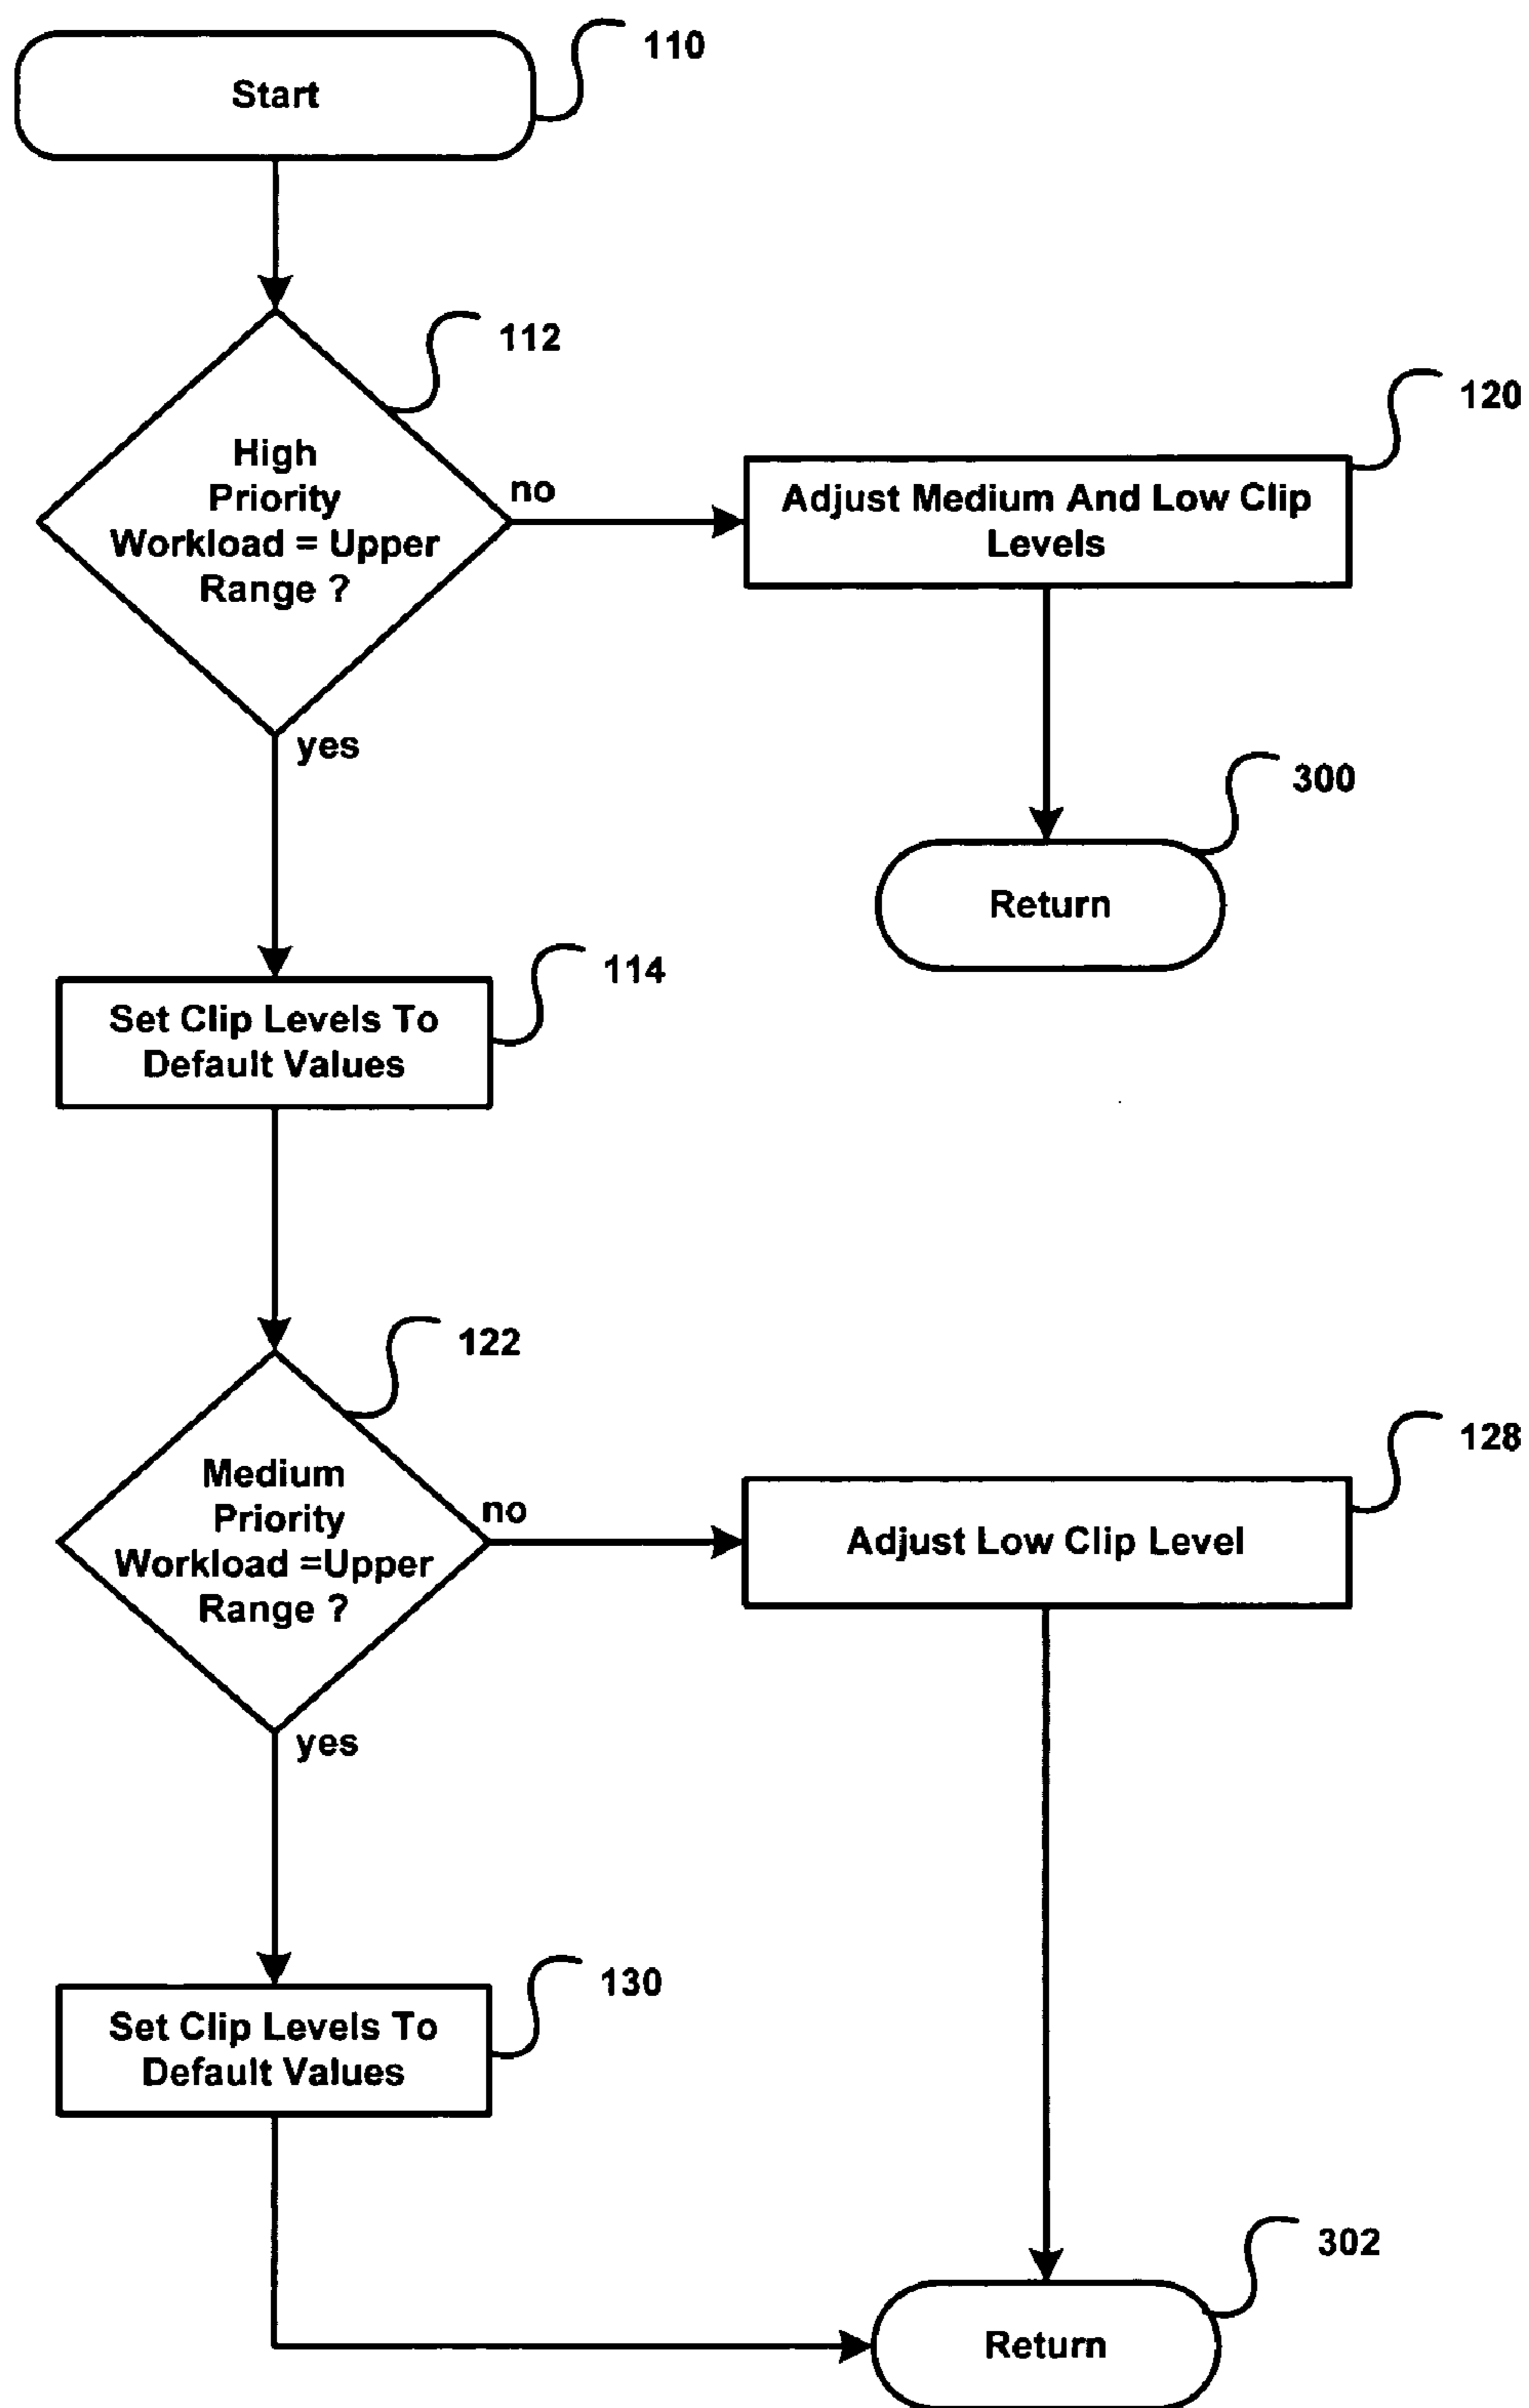 110
Start
112
High
Priority
Workload = Upper
Range ?
no
120
Adjust Medium And Low Clip
Levels
yes
300
Return
114
Set Clip Levels To
Default Values
122
Medium
Priority
Workload =Upper
Range ?
no
128
Adjust Low Clip Level
yes
130
Set Clip Levels To
Default Values
302
Return